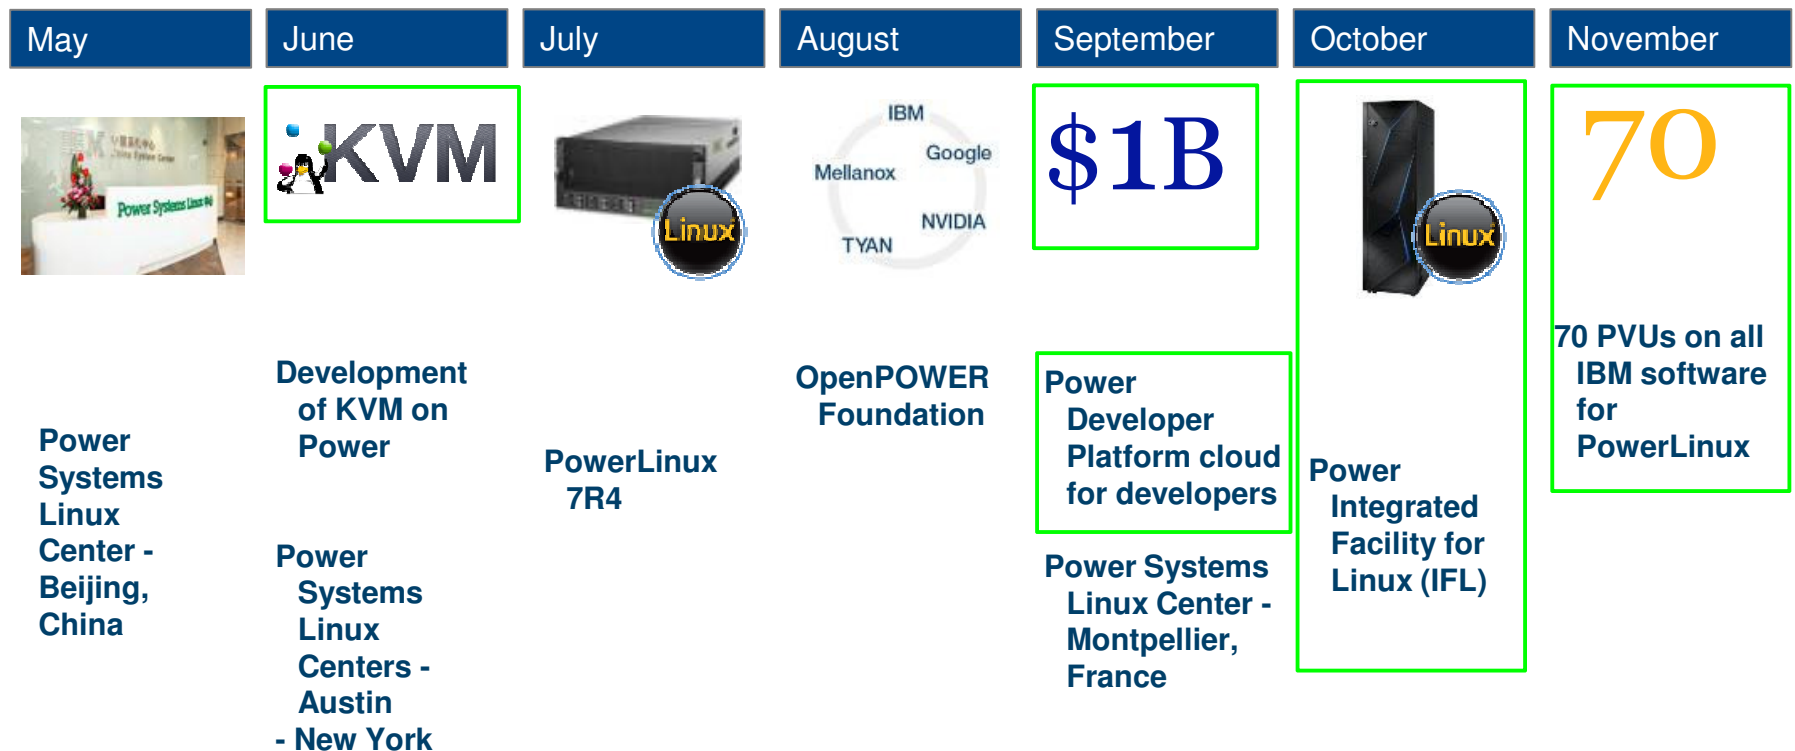 May
June
July
August
September
October
November
Power Systems Linux
KVM
Linux
IBM
Google
Mellanox
NVIDIA
TYAN
$1B
Linux
70
Power
Systems
Linux
Center -
Beijing,
China
Development
of KVM on
Power
Power
Systems
Linux
Centers -
Austin
- New York
PowerLinux
7R4
OpenPOWER
Foundation
Power
Developer
Platform cloud
for developers
Power Systems
Linux Center -
Montpellier,
France
Power
Integrated
Facility for
Linux (IFL)
70 PVUs on all
IBM software
for
PowerLinux